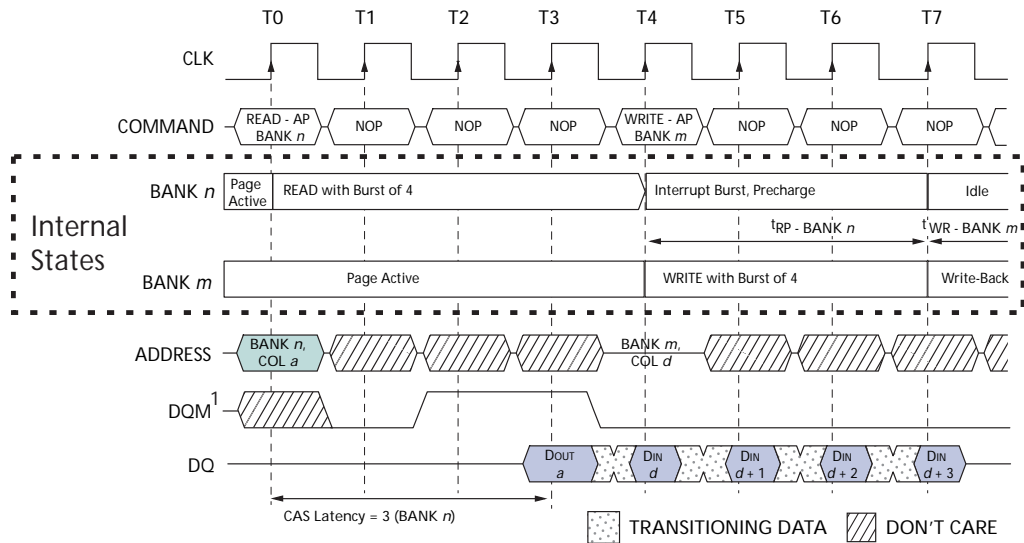 T0 T1 T2 T3 T4 T5 T6 T7
CLK
COMMAND
READ - AP
BANK n
NOP
NOP
NOP
WRITE - AP
BANK m
NOP
NOP
NOP
Internal
States
BANK n
Page
Active
READ with Burst of 4
Interrupt Burst, Precharge
Idle
tRP - BANK n
tWR - BANK m
BANK m
Page Active
WRITE with Burst of 4
Write-Back
ADDRESS
BANK n,
COL a
BANK m,
COL d
DQM1
DQ
DOUT
a
DIN
d
DIN
d + 1
DIN
d + 2
DIN
d + 3
CAS Latency = 3 (BANK n)
TRANSITIONING DATA
DON'T CARE